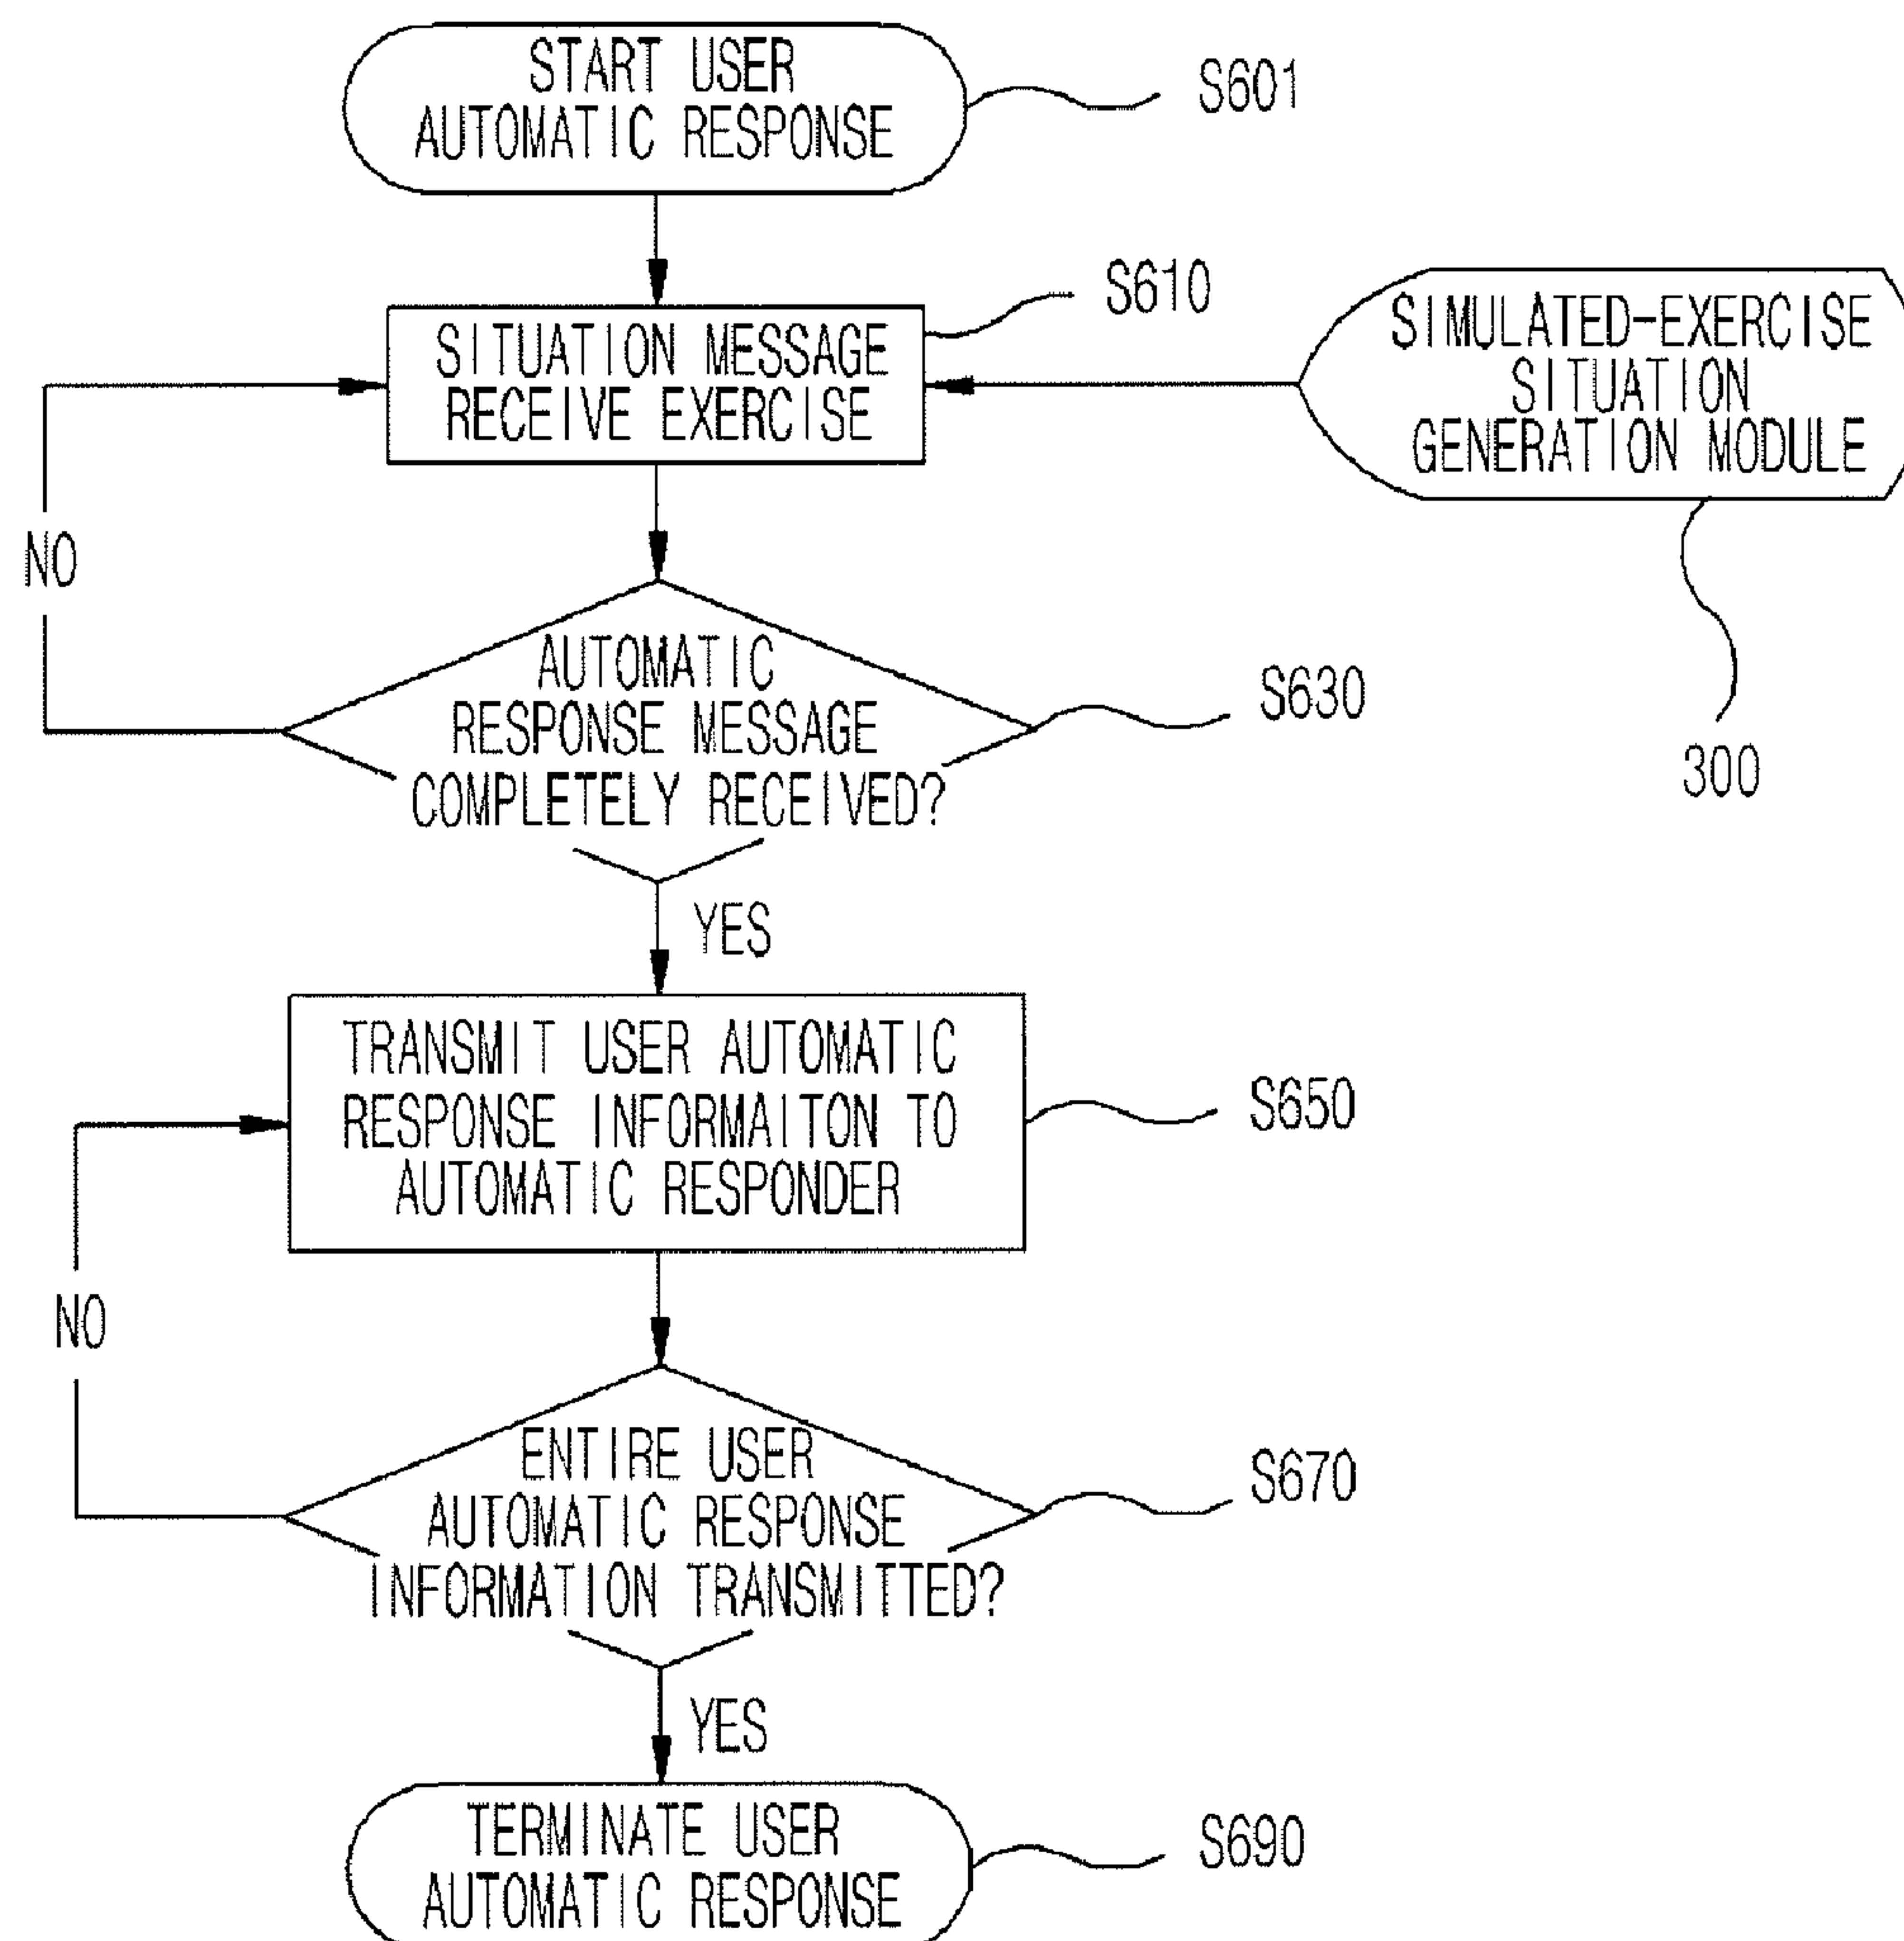 START USER
AUTOMATIC RESPONSE
S601
SITUATION MESSAGE
RECEIVE EXERCISE
S610
SIMULATED-EXERCISE
SITUATION
GENERATION MODULE
300
NO
AUTOMATIC
RESPONSE MESSAGE
COMPLETELY RECEIVED?
S630
YES
TRANSMIT USER AUTOMATIC
RESPONSE INFORMAITON TO
AUTOMATIC RESPONDER
S650
NO
ENTIRE USER
AUTOMATIC RESPONSE
INFORMATION TRANSMITTED?
S670
YES
TERMINATE USER
AUTOMATIC RESPONSE
S690